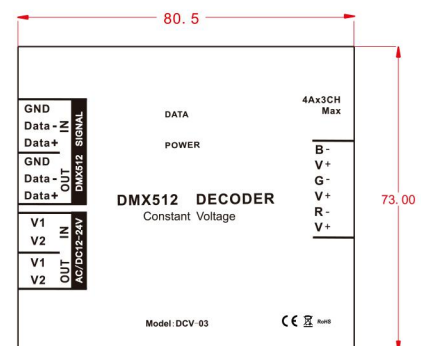 80.5
4Ax3CH
Max
DATA
POWER
GND
Data-
Data+
IN
GND
Data-
Data+
OUT
DMX512 SIGNAL
V1
V2
IN
V1
V2
OUT
AC/DC12-24V
DMX512 DECODER
Constant Voltage
B-
V+
G-
V+
R-
V+
73.00
Model:DCV-03
CE RoHS